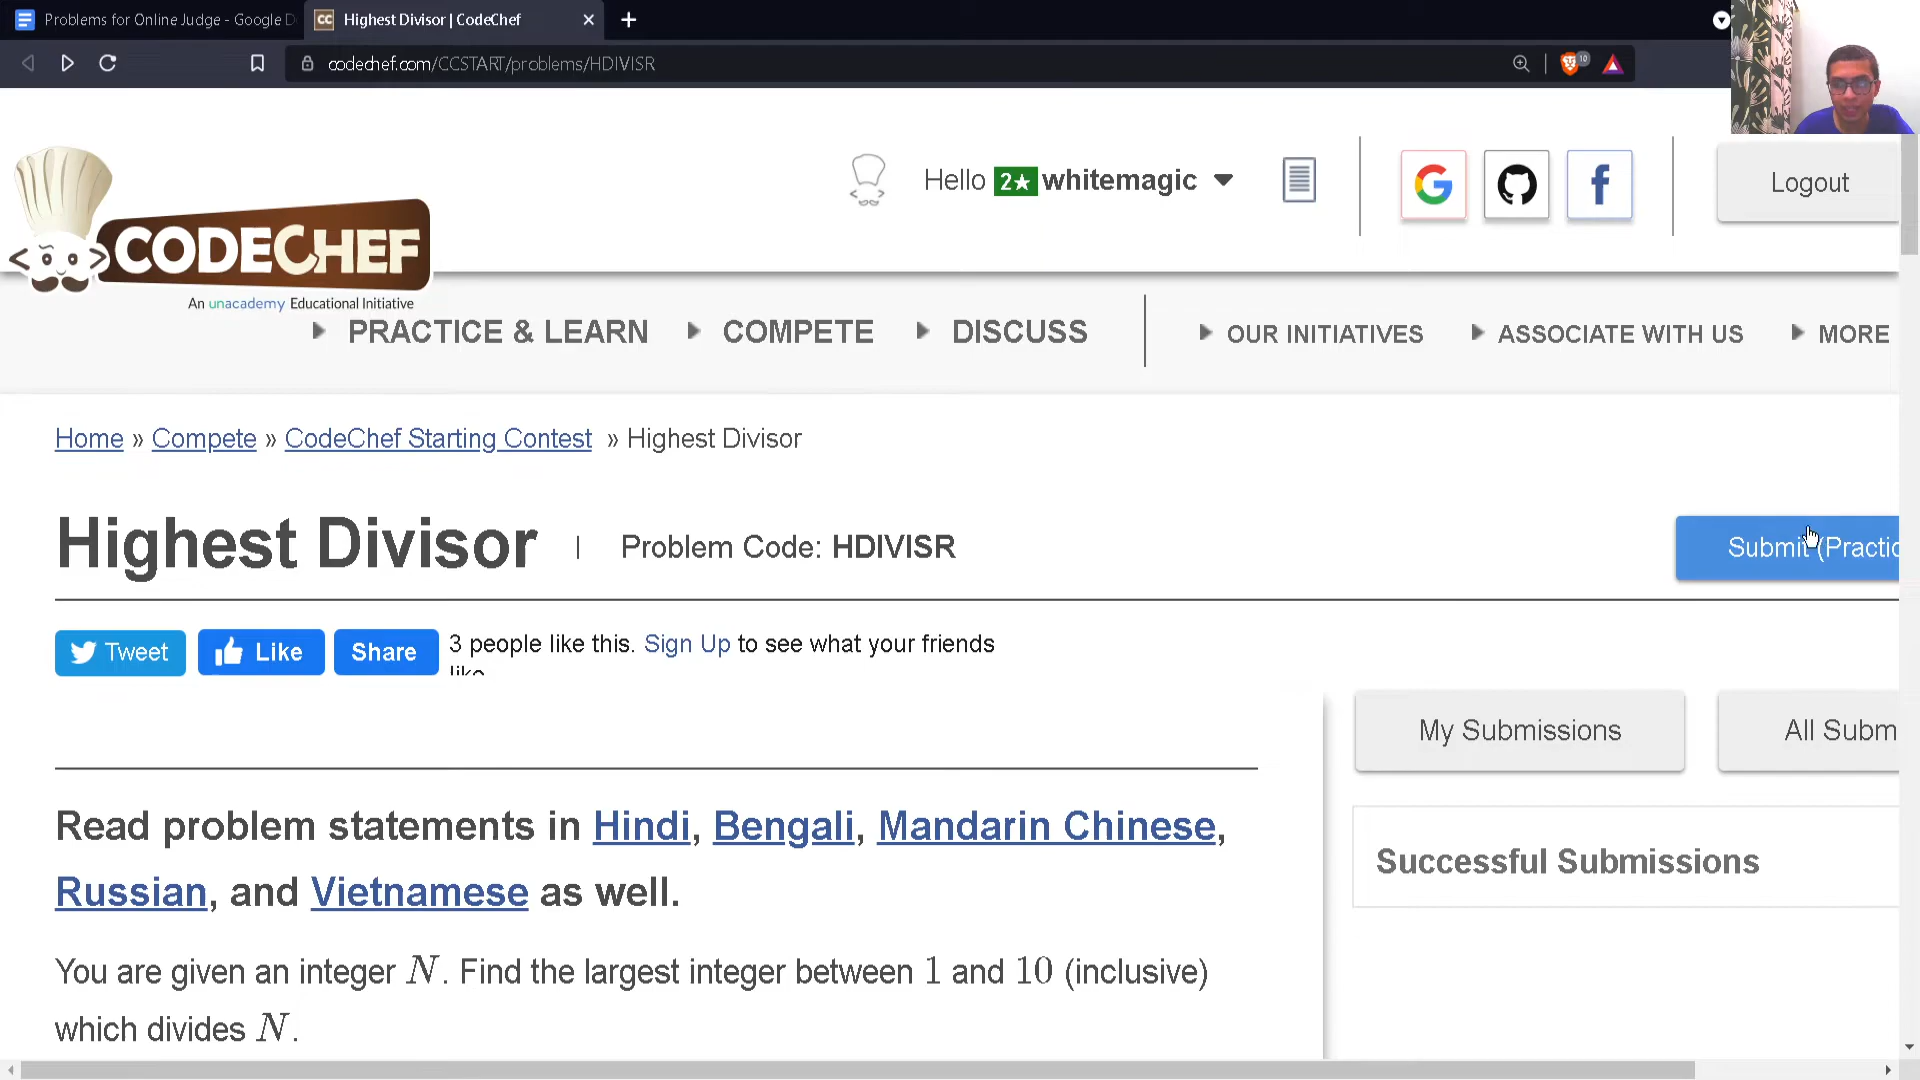 Problems for Online Judge - Google D
CC Highest Divisor | CodeChef
codechef.com/CCSTART/problems/HDIVISR
10
Hello 2★ whitemagic
Logout
CODECHEF
An unacademy Educational Initiative
PRACTICE & LEARN COMPETE DISCUSS OUR INITIATIVES ASSOCIATE WITH US MORE
Home » Compete » CodeChef Starting Contest » Highest Divisor
Highest Divisor | Problem Code: HDIVISR
Submit (Practic
Tweet Like Share 3 people like this. Sign Up to see what your friends
like.
My Submissions All Subm
Read problem statements in Hindi, Bengali, Mandarin Chinese,
Russian, and Vietnamese as well.
Successful Submissions
You are given an integer N. Find the largest integer between 1 and 10 (inclusive)
which divides N.